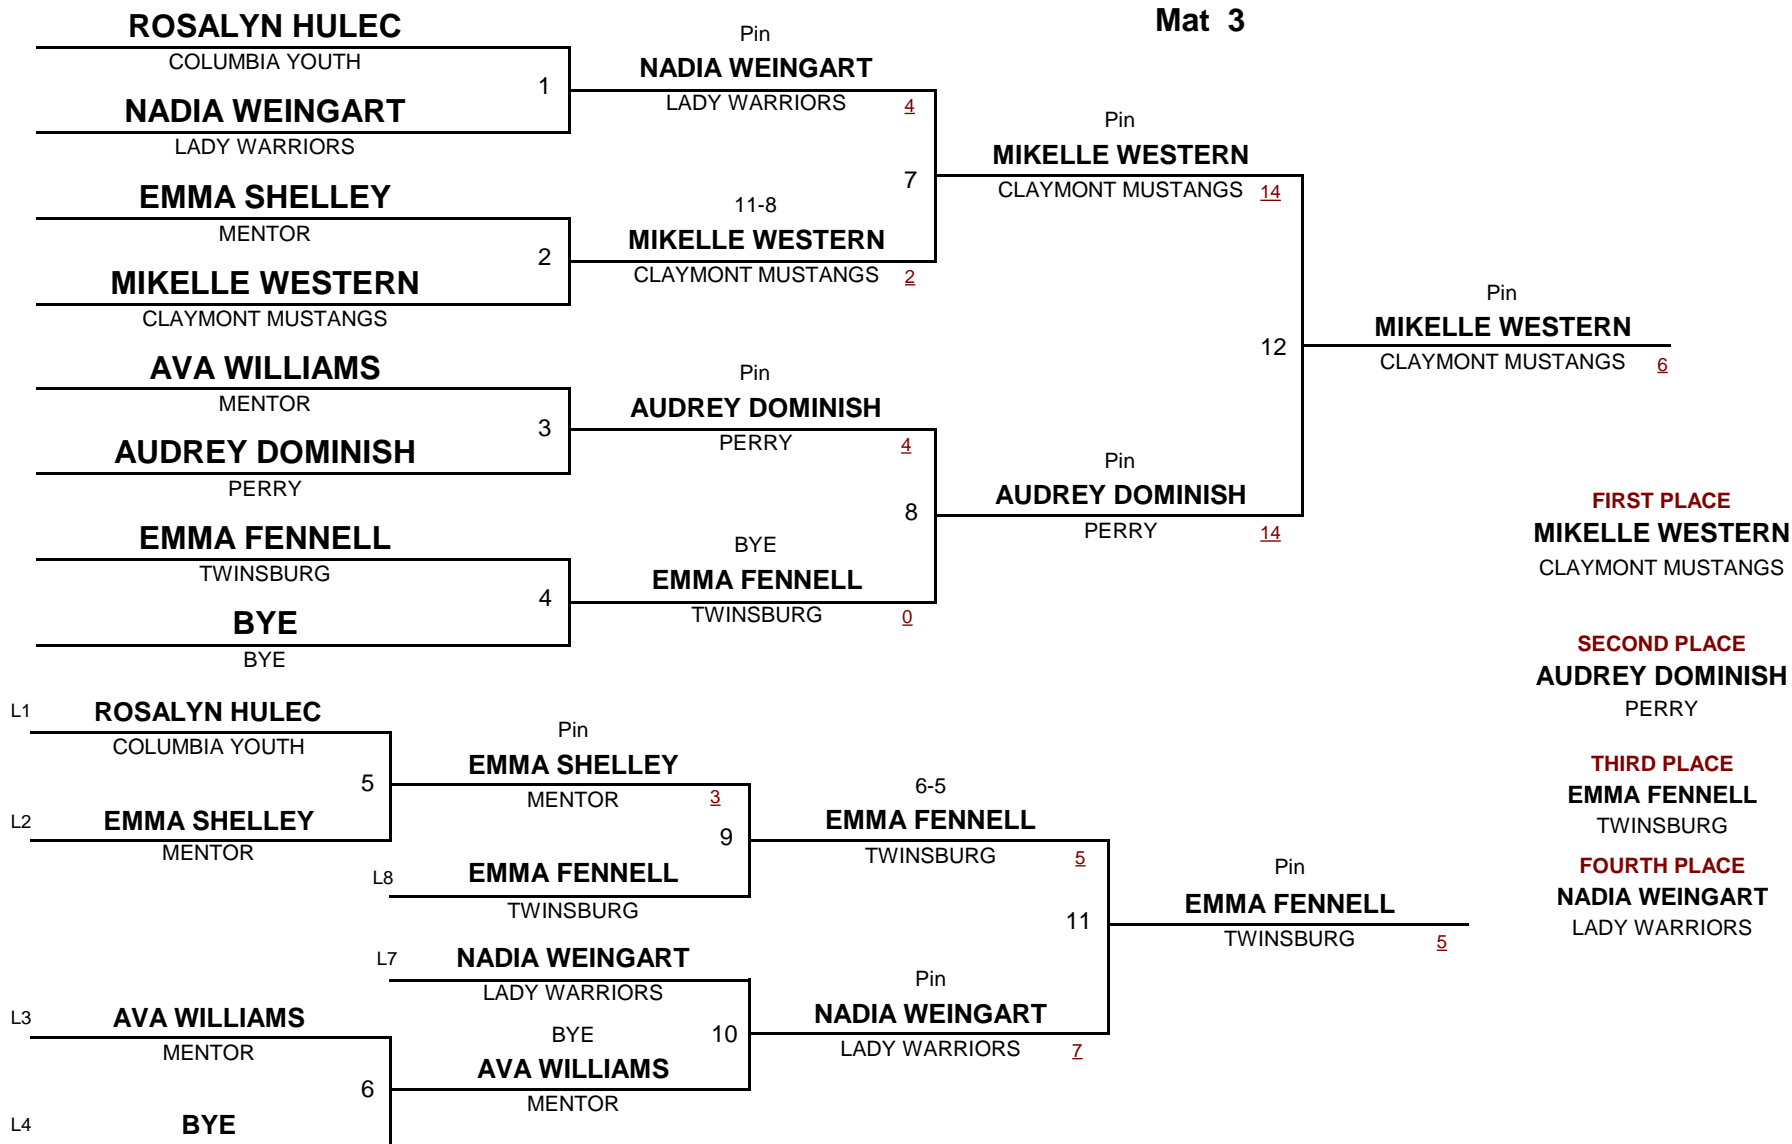 Mat 3
ROSALYN HULEC
COLUMBIA YOUTH
1
NADIA WEINGART
LADY WARRIORS
EMMA SHELLEY
MENTOR
2
MIKELLE WESTERN
CLAYMONT MUSTANGS
AVA WILLIAMS
MENTOR
3
AUDREY DOMINISH
PERRY
EMMA FENNELL
TWINSBURG
4
BYE
BYE
Pin
NADIA WEINGART
LADY WARRIORS 4
7
11-8
MIKELLE WESTERN
CLAYMONT MUSTANGS 2
Pin
AUDREY DOMINISH
PERRY 4
8
BYE
EMMA FENNELL
TWINSBURG 0
Pin
MIKELLE WESTERN
CLAYMONT MUSTANGS 14
12
Pin
AUDREY DOMINISH
PERRY 14
Pin
MIKELLE WESTERN
CLAYMONT MUSTANGS 6
FIRST PLACE
MIKELLE WESTERN
CLAYMONT MUSTANGS
SECOND PLACE
AUDREY DOMINISH
PERRY
THIRD PLACE
EMMA FENNELL
TWINSBURG
FOURTH PLACE
NADIA WEINGART
LADY WARRIORS
L1 ROSALYN HULEC
COLUMBIA YOUTH
5
L2 EMMA SHELLEY
MENTOR
L3 AVA WILLIAMS
MENTOR
6
L4 BYE
Pin
EMMA SHELLEY
MENTOR 3
9
L8 EMMA FENNELL
TWINSBURG
L7 NADIA WEINGART
LADY WARRIORS
10
BYE
AVA WILLIAMS
MENTOR
6-5
EMMA FENNELL
TWINSBURG 5
11
Pin
NADIA WEINGART
LADY WARRIORS 7
Pin
EMMA FENNELL
TWINSBURG 5